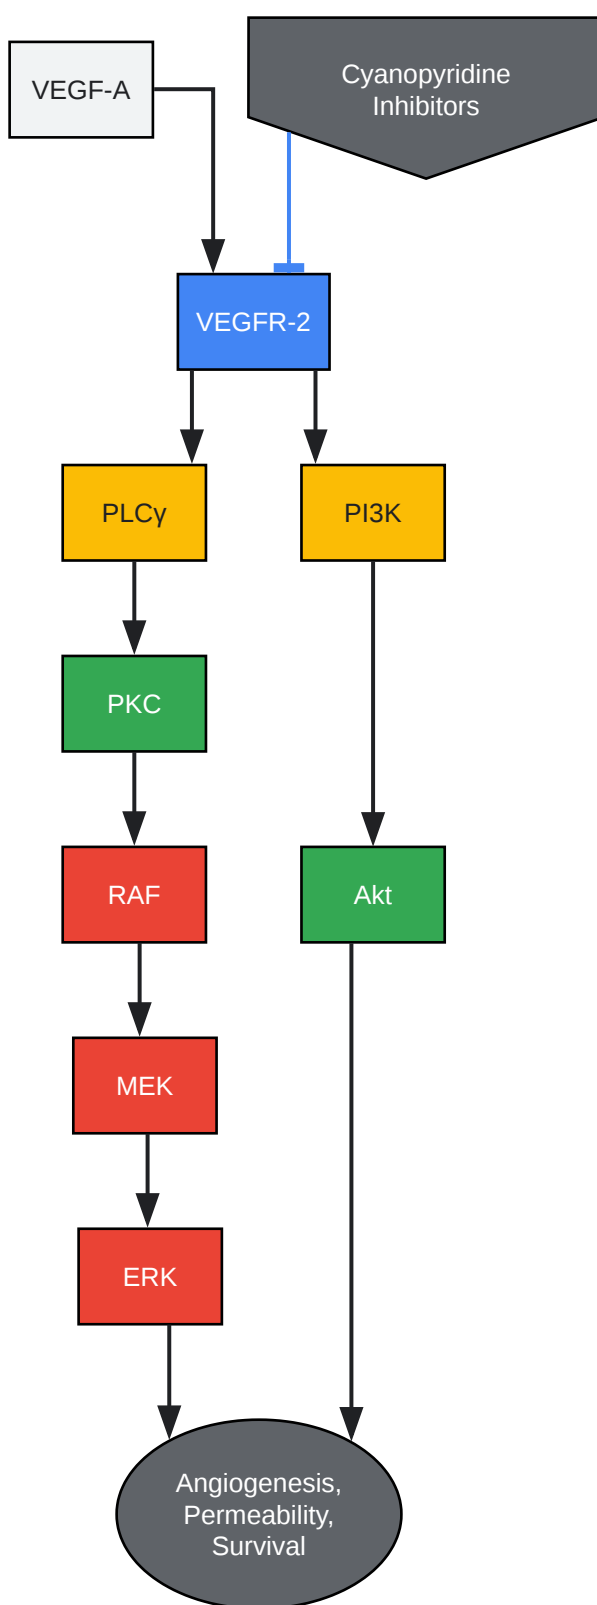 VEGF-A
Cyanopyridine
Inhibitors
VEGFR-2
PLCγ
PI3K
PKC
RAF
Akt
MEK
ERK
Angiogenesis,
Permeability,
Survival